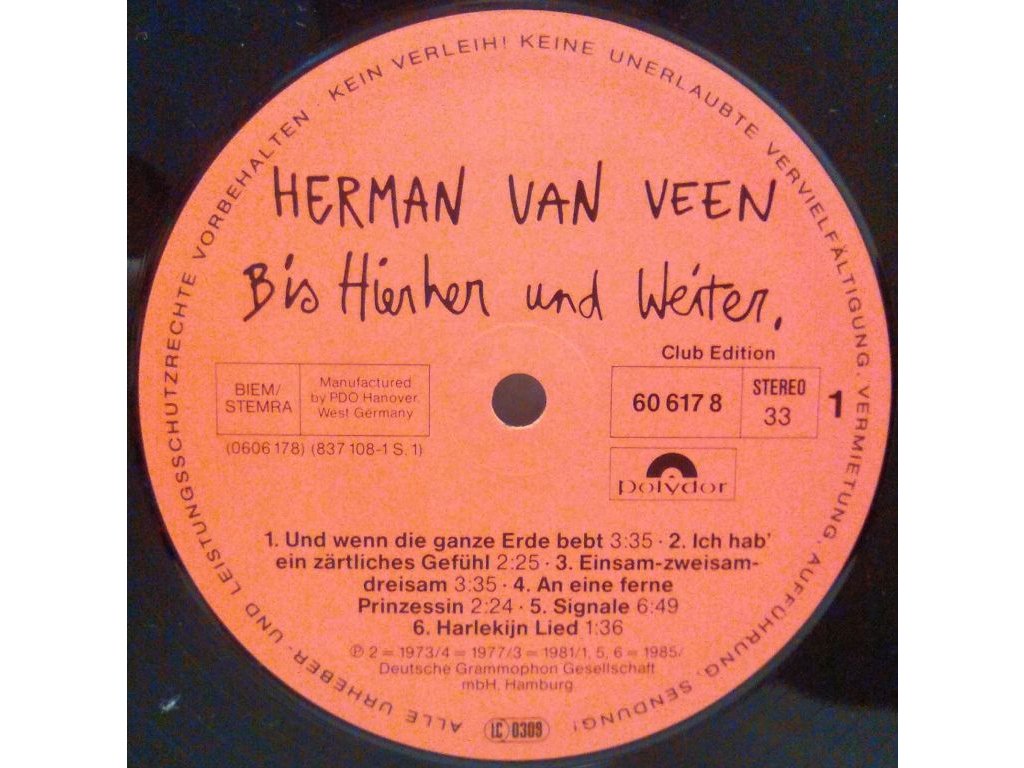 ALLE URHEBER- UND LEISTUNGSSCHUTZRECHTE VORBEHALTEN KEIN VERLEIH! KEINE UNERLAUBTE VERVIELFÄLTIGUNG, VERMIETUNG, AUFFÜHRUNG, SENDUNG!
HERMAN VAN VEEN
Bis Hierher und Weiter.
Club Edition
BIEM/
STEMRA
Manufactured
by PDO Hanover
West Germany
(0606 178) (837 108-1 S. 1)
60 617 8
STEREO
33
1
polydor
1. Und wenn die ganze Erde bebt 3:35 · 2. Ich hab'
ein zärtliches Gefühl 2:25 · 3. Einsam-zweisam-
dreisam 3:35 · 4. An eine ferne
Prinzessin 2:24 · 5. Signale 6:49
6. Harlekijn Lied 1:36
℗ 2 = 1973/4 = 1977/3 = 1981/1, 5, 6 = 1985/
Deutsche Grammophon Gesellschaft
mbH, Hamburg
LC 0309